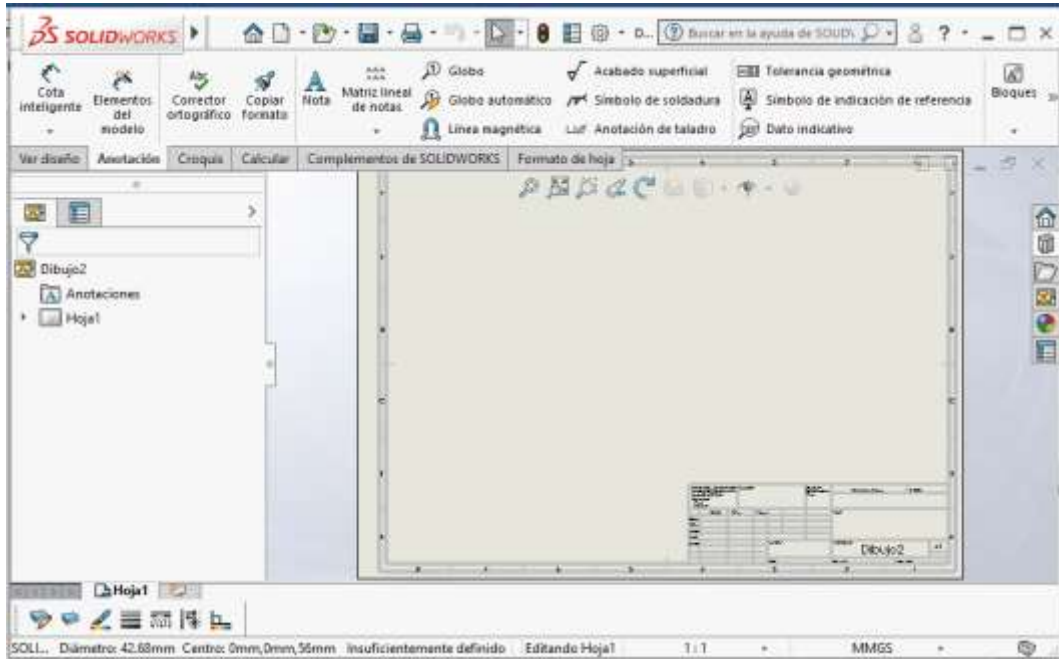 SOLIDWORKS
D...
Buscar en la ayuda de SOLID
Cota inteligente
Elementos del modelo
Corrector ortográfico
Copiar formato
Nota
Matriz lineal de notas
Globo
Globo automático
Línea magnética
Acabado superficial
Símbolo de soldadura
Anotación de taladro
Tolerancia geométrica
Símbolo de indicación de referencia
Dato indicativo
Bloques
Ver diseño
Anotación
Croquis
Calcular
Complementos de SOLIDWORKS
Formato de hoja
Dibujo2
Anotaciones
Hoja1
Dibujo2
Hoja1
SOLI... Diámetro: 42.68mm Centro: 0mm,0mm,56mm Insuficientemente definido Editando Hoja1 1:1 MMGS